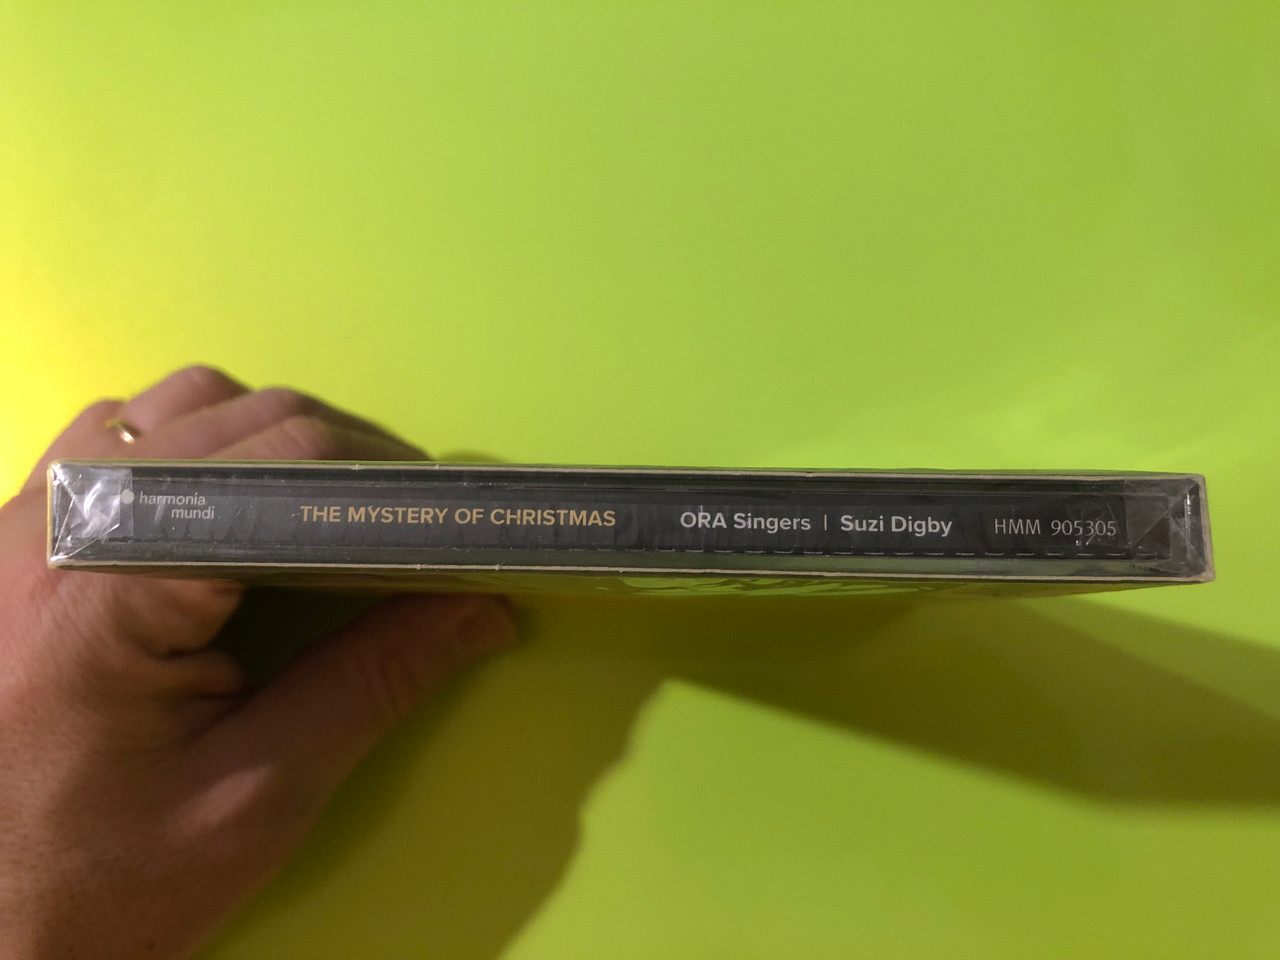 harmonia
mundi
THE MYSTERY OF CHRISTMAS
ORA Singers | Suzi Digby
HMM 905305